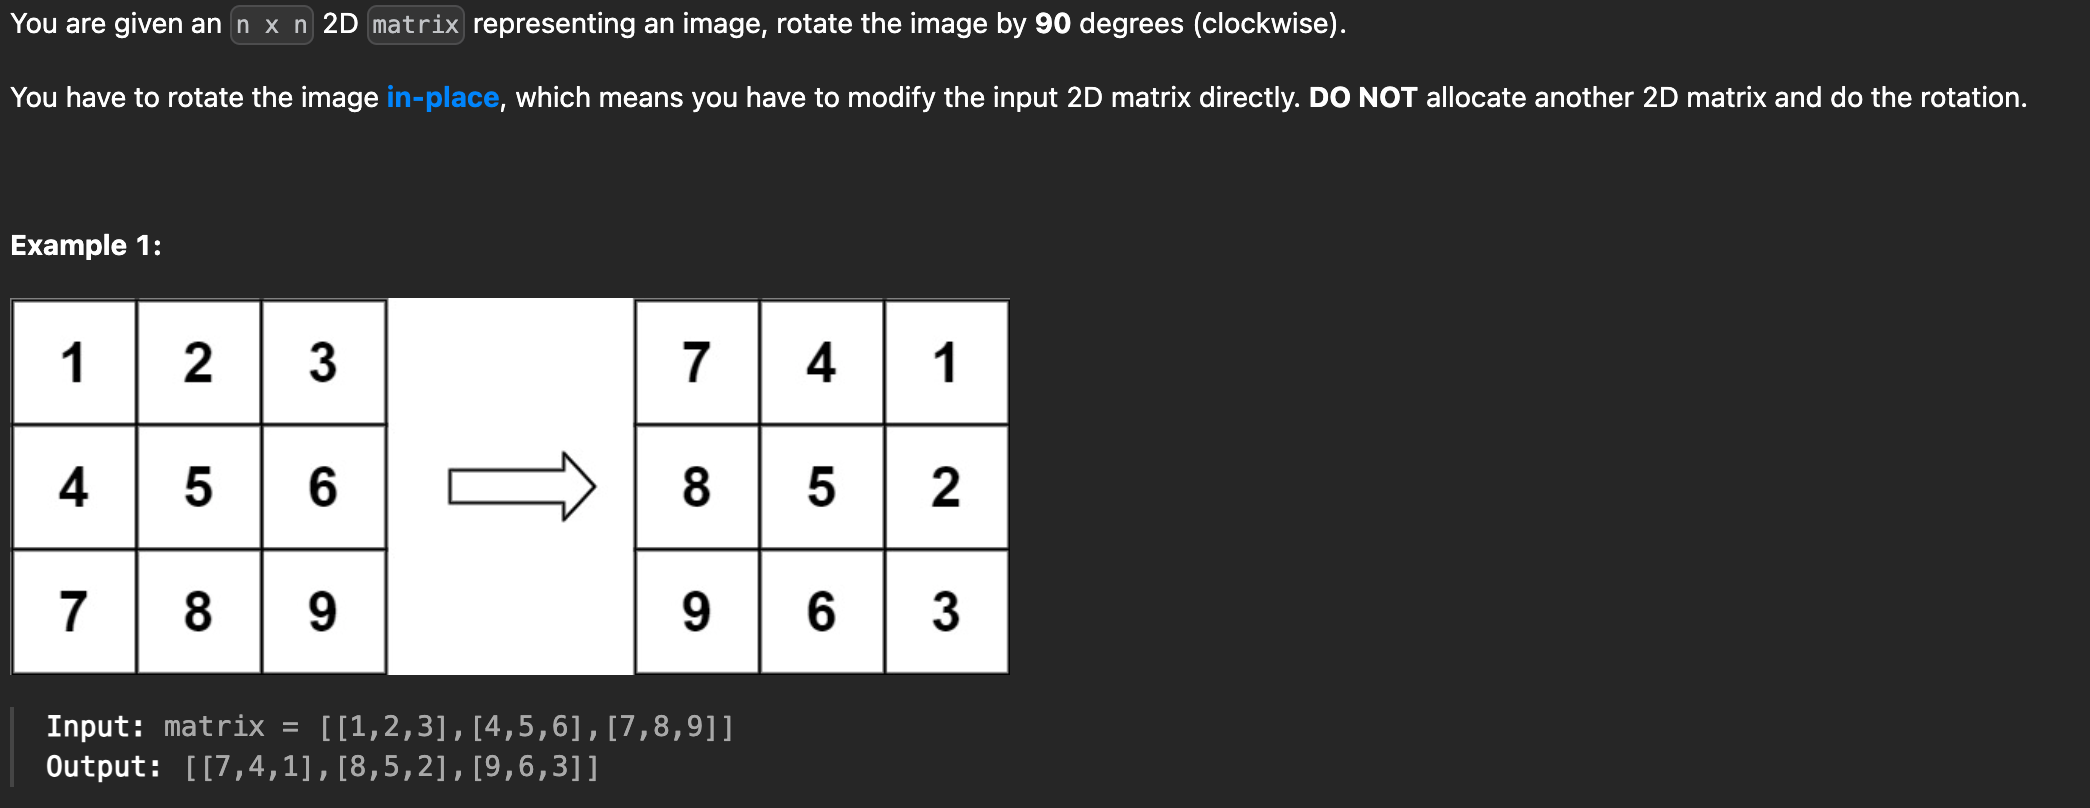 You are given an n x n 2D matrix representing an image, rotate the image by 90 degrees (clockwise).
You have to rotate the image in-place, which means you have to modify the input 2D matrix directly. DO NOT allocate another 2D matrix and do the rotation.
Example 1:
1 2 3 7 4 1
4 5 6 8 5 2
7 8 9 9 6 3
Input: matrix = [[1,2,3],[4,5,6],[7,8,9]]
Output: [[7,4,1],[8,5,2],[9,6,3]]